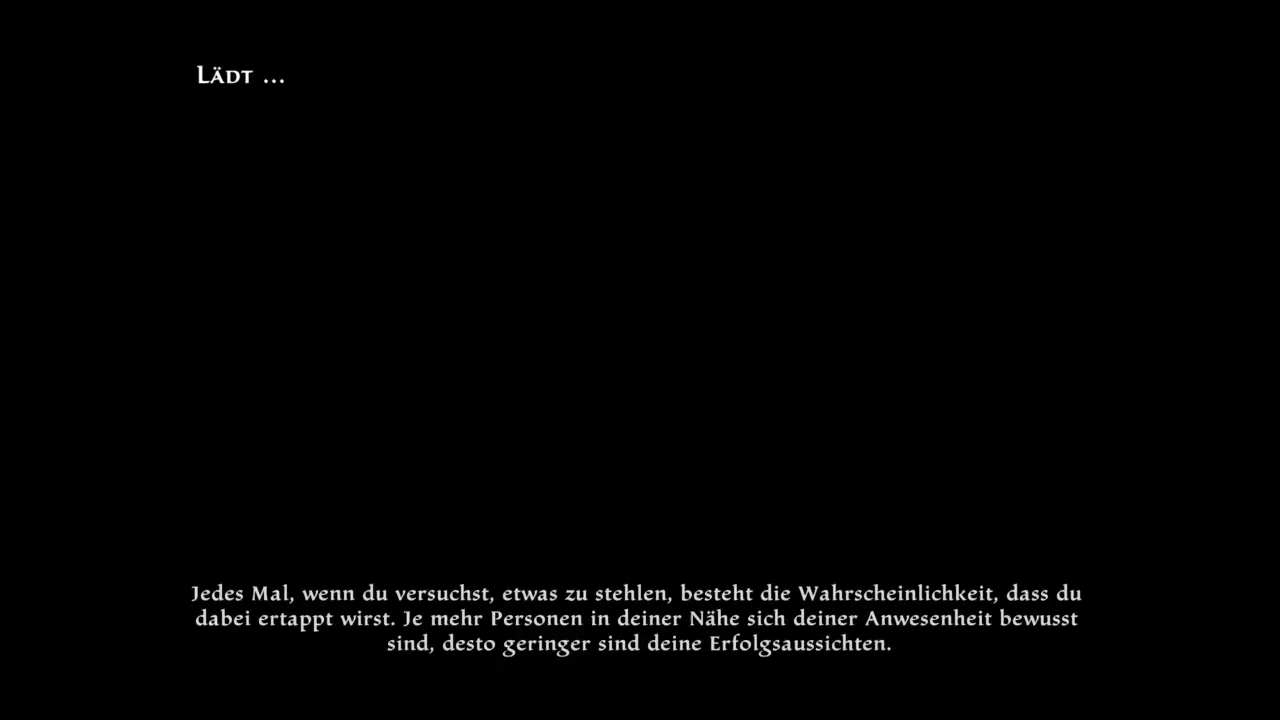 Lädt ...
Jedes Mal, wenn du versuchst, etwas zu stehlen, besteht die Wahrscheinlichkeit, dass du
dabei ertappt wirst. Je mehr Personen in deiner Nähe sich deiner Anwesenheit bewusst
sind, desto geringer sind deine Erfolgsaussichten.